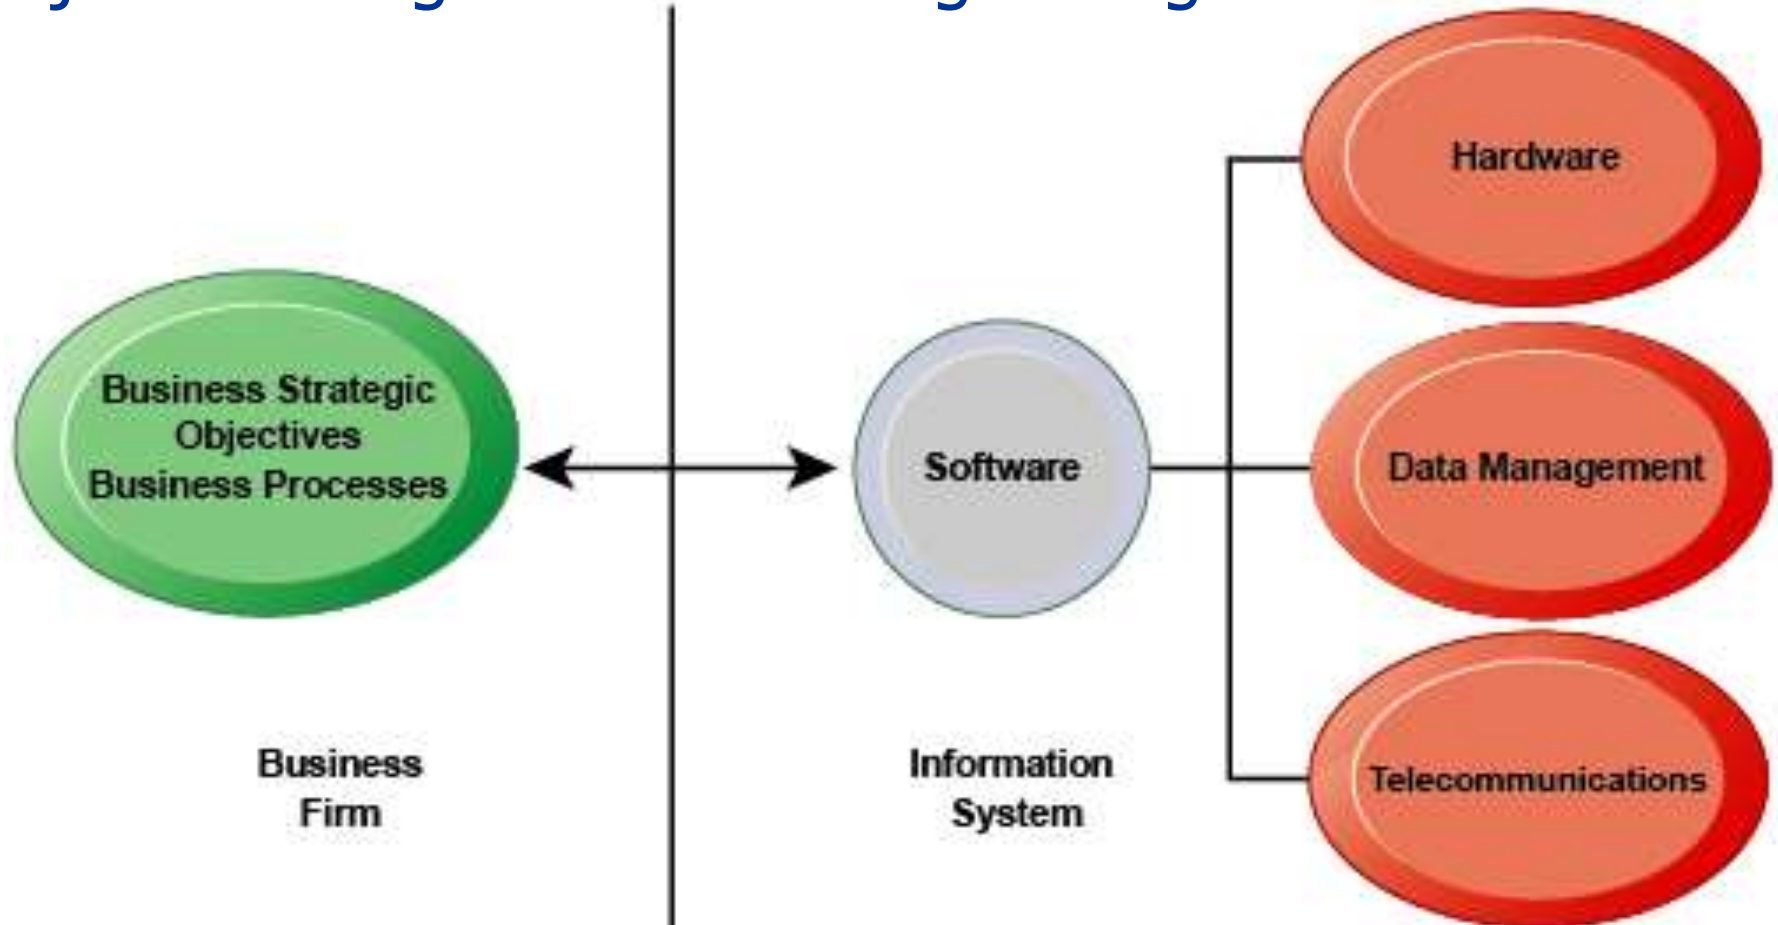 Business Strategic
Objectives
Business Processes
Business
Firm
Software
Information
System
Hardware
Data Management
Telecommunications